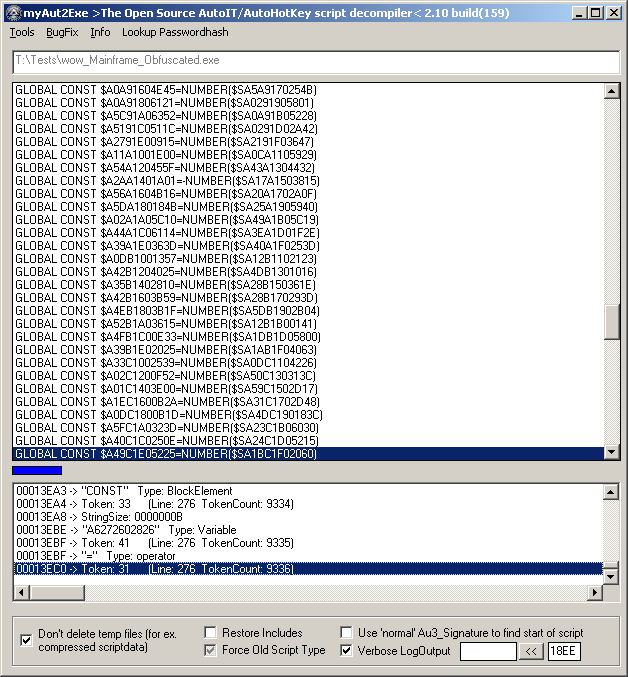 myAut2Exe >The Open Source AutoIT/AutoHotKey script decompiler< 2.10 build(159)
Tools BugFix Info Lookup Passwordhash
T:\Tests\wow_Mainframe_Obfuscated.exe
GLOBAL CONST $A0A91604E45=NUMBER($SA5A9170254B)
GLOBAL CONST $A0A91806121=NUMBER($SA0291905801)
GLOBAL CONST $A5C91A06352=NUMBER($SA0A91B05228)
GLOBAL CONST $A5191C0511C=NUMBER($SA0291D02A42)
GLOBAL CONST $A2791E00915=NUMBER($SA2191F03647)
GLOBAL CONST $A11A1001E00=NUMBER($SA0CA1105929)
GLOBAL CONST $A54A120455F=NUMBER($SA43A1304432)
GLOBAL CONST $A2AA1401A01=-NUMBER($SA17A1503815)
GLOBAL CONST $A56A1604B16=NUMBER($SA20A1702A0F)
GLOBAL CONST $A5DA180184B=NUMBER($SA25A1905940)
GLOBAL CONST $A02A1A05C10=NUMBER($SA49A1B05C19)
GLOBAL CONST $A44A1C06114=NUMBER($SA3EA1D01F2E)
GLOBAL CONST $A39A1E0363D=NUMBER($SA40A1F0253D)
GLOBAL CONST $A0DB1001357=NUMBER($SA12B1102123)
GLOBAL CONST $A42B1204025=NUMBER($SA4DB1301016)
GLOBAL CONST $A35B1402810=NUMBER($SA28B150361E)
GLOBAL CONST $A42B1603B59=NUMBER($SA28B170293D)
GLOBAL CONST $A4EB1803B1F=NUMBER($SA5DB1902B04)
GLOBAL CONST $A52B1A03615=NUMBER($SA12B1B00141)
GLOBAL CONST $A4FB1C00E33=NUMBER($SA1DB1D05800)
GLOBAL CONST $A39B1E02025=NUMBER($SA1AB1F04063)
GLOBAL CONST $A33C1002539=NUMBER($SA0DC1104226)
GLOBAL CONST $A02C1200F52=NUMBER($SA50C130313C)
GLOBAL CONST $A01C1403E00=NUMBER($SA59C1502D17)
GLOBAL CONST $A1EC1600B2A=NUMBER($SA31C1702D48)
GLOBAL CONST $A0DC1800B1D=NUMBER($SA4DC190183C)
GLOBAL CONST $A5FC1A0323D=NUMBER($SA23C1B06030)
GLOBAL CONST $A40C1C0250E=NUMBER($SA24C1D05215)
GLOBAL CONST $A49C1E05225=NUMBER($SA1BC1F02060)
00013EA3 -> "CONST" Type: BlockElement
00013EA4 -> Token: 33 (Line: 276 TokenCount: 9334)
00013EA8 -> StringSize: 0000000B
00013EBE -> "A6272602826" Type: Variable
00013EBF -> Token: 41 (Line: 276 TokenCount: 9335)
00013EBF -> "=" Type: operator
00013EC0 -> Token: 31 (Line: 276 TokenCount: 9336)
Don't delete temp files (for ex. compressed scriptdata)
Restore Includes
Force Old Script Type
Use 'normal' Au3_Signature to find start of script
Verbose LogOutput << 18EE